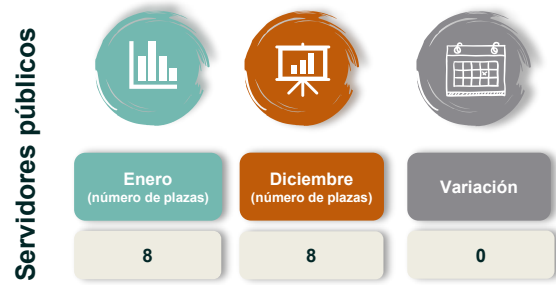 Servidores públicos
Enero
(número de plazas)
Diciembre
(número de plazas)
Variación
8
8
0